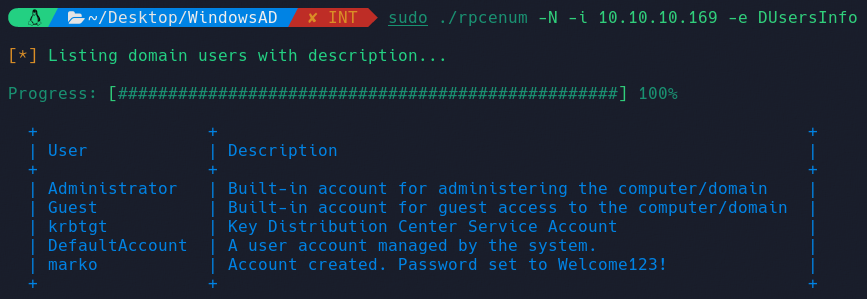 ~/Desktop/WindowsAD ✘ INT sudo ./rpcenum -N -i 10.10.10.169 -e DUsersInfo
[*] Listing domain users with description...
Progress: [##################################################] 100%
+ + +
| User | Description |
+ + +
| Administrator | Built-in account for administering the computer/domain |
| Guest | Built-in account for guest access to the computer/domain |
| krbtgt | Key Distribution Center Service Account |
| DefaultAccount | A user account managed by the system. |
| marko | Account created. Password set to Welcome123! |
+ + +